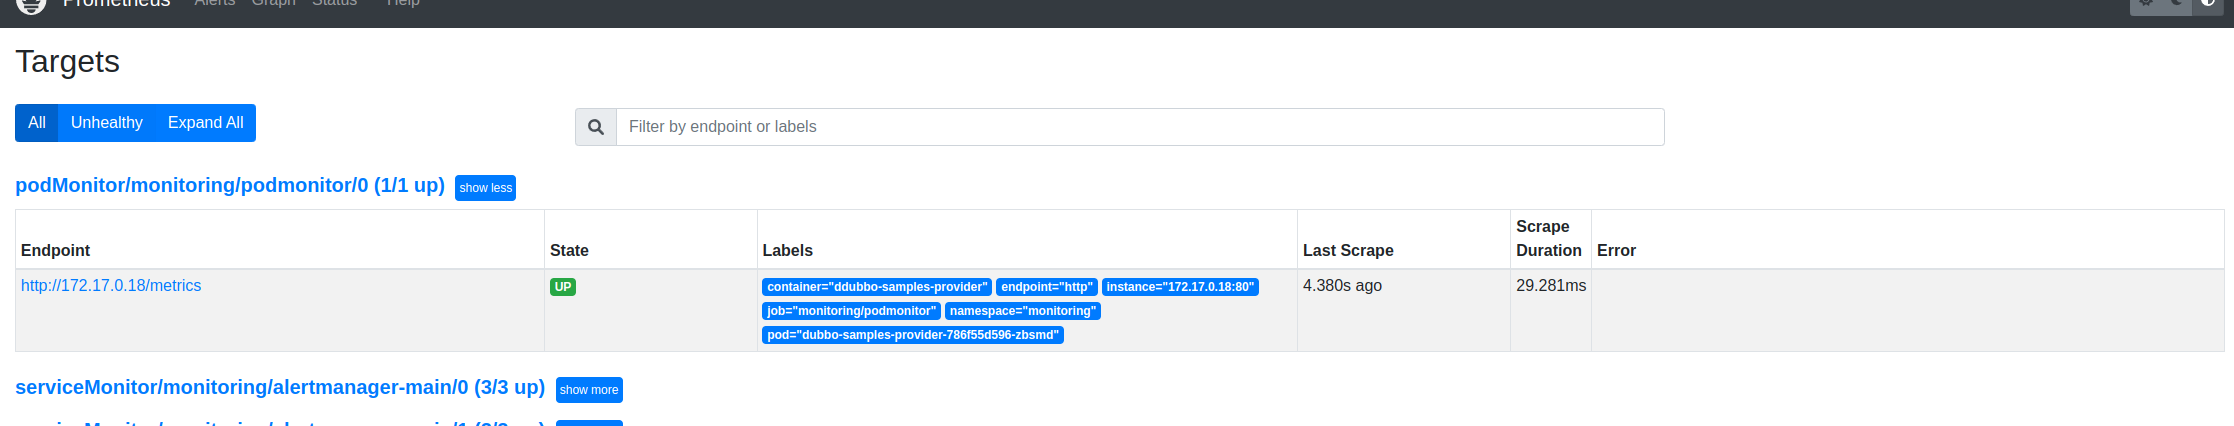 Prometheus Alerts Graph Status Help
Targets
All Unhealthy Expand All
Filter by endpoint or labels
podMonitor/monitoring/podmonitor/0 (1/1 up) show less
Endpoint State Labels Last Scrape Scrape Duration Error
http://172.17.0.18/metrics UP container="ddubbo-samples-provider" endpoint="http" instance="172.17.0.18:80" 4.380s ago 29.281ms
job="monitoring/podmonitor" namespace="monitoring"
pod="dubbo-samples-provider-786f55d596-zbsmd"
serviceMonitor/monitoring/alertmanager-main/0 (3/3 up) show more